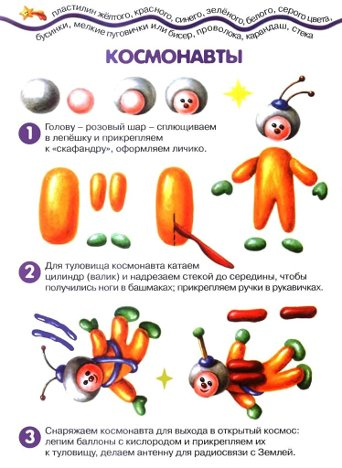 пластилин жёлтого, красного, синего, зелёного, белого, серого цвета,
бусинки, мелкие пуговички или бисер, проволока, карандаш, стека
КОСМОНАВТЫ
1 Голову – розовый шар – сплющиваем
в лепёшку и прикрепляем
к «скафандру», оформляем личико.
2 Для туловища космонавта катаем
цилиндр (валик) и надрезаем стекой до середины, чтобы
получились ноги в башмаках; прикрепляем ручки в рукавичках.
3 Снаряжаем космонавта для выхода в открытый космос:
лепим баллоны с кислородом и прикрепляем их
к туловищу, делаем антенну для радиосвязи с Землей.